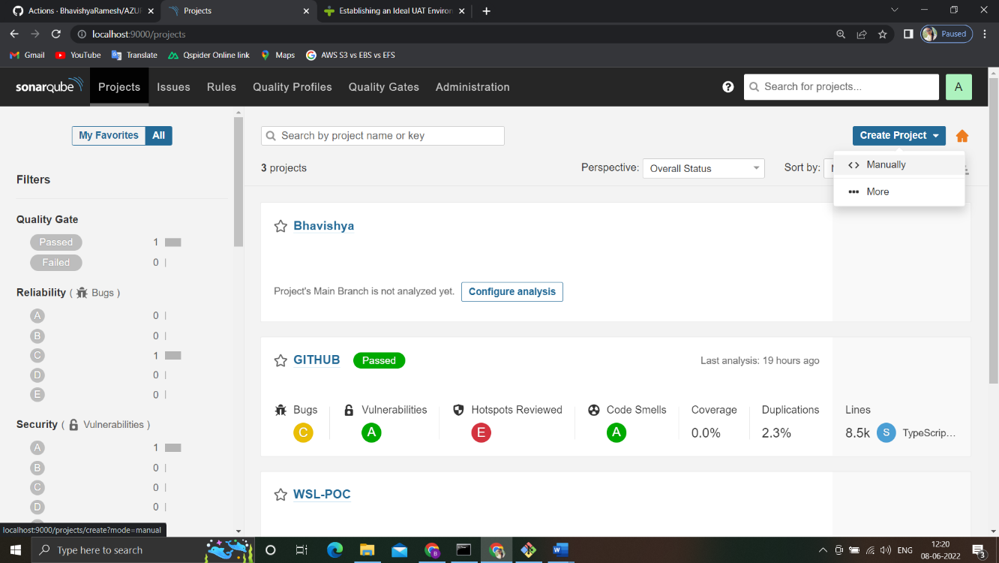 Actions · BhavishyaRamesh/AZUR
Projects
Establishing an Ideal UAT Environ
localhost:9000/projects
Paused
Gmail
YouTube
Translate
Qspider Online link
Maps
AWS S3 vs EBS vs EFS
sonarqube
Projects
Issues
Rules
Quality Profiles
Quality Gates
Administration
Search for projects...
A
My Favorites
All
Search by project name or key
Create Project
Manually
More
3 projects
Perspective:
Overall Status
Sort by:
Filters
Quality Gate
Passed 1
Failed 0
Reliability ( Bugs )
A 0
B 0
C 1
D 0
E 0
Security ( Vulnerabilities )
A 1
B 0
C 0
D 0
Bhavishya
Project's Main Branch is not analyzed yet.
Configure analysis
GITHUB
Passed
Last analysis: 19 hours ago
Bugs
Vulnerabilities
Hotspots Reviewed
Code Smells
Coverage
Duplications
Lines
C
A
E
A
0.0%
2.3%
8.5k
S
TypeScrip...
WSL-POC
localhost:9000/projects/create?mode=manual
Type here to search
B
ENG
12:20
08-06-2022
3